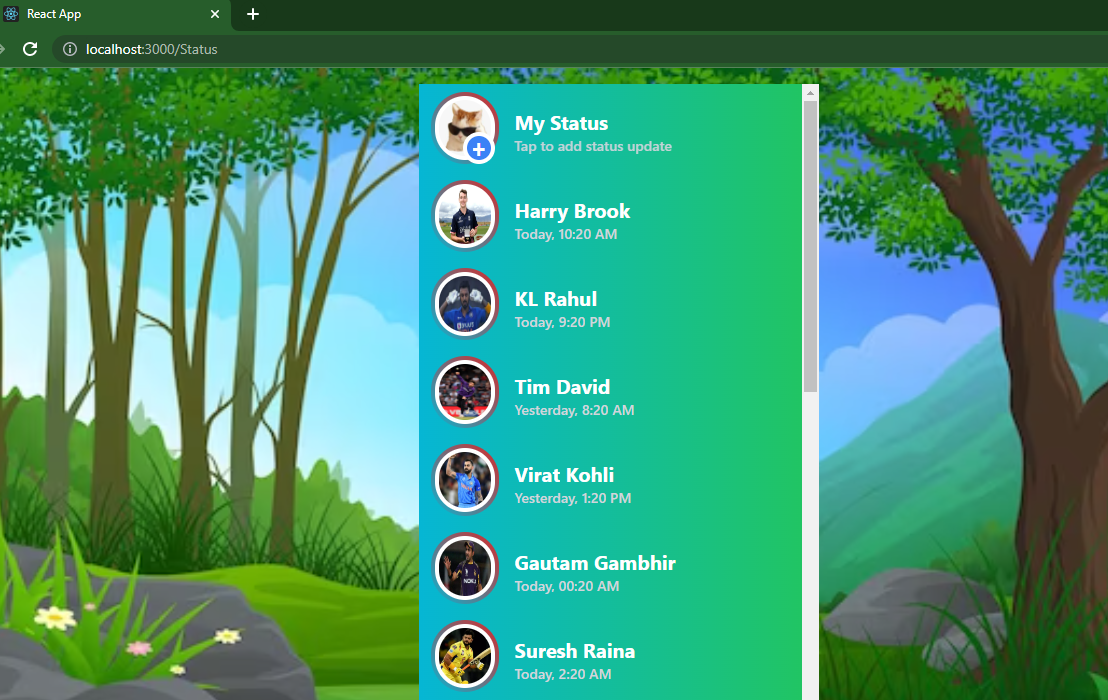 React App
localhost:3000/Status
My Status
Tap to add status update
Harry Brook
Today, 10:20 AM
KL Rahul
Today, 9:20 PM
Tim David
Yesterday, 8:20 AM
Virat Kohli
Yesterday, 1:20 PM
Gautam Gambhir
Today, 00:20 AM
Suresh Raina
Today, 2:20 AM